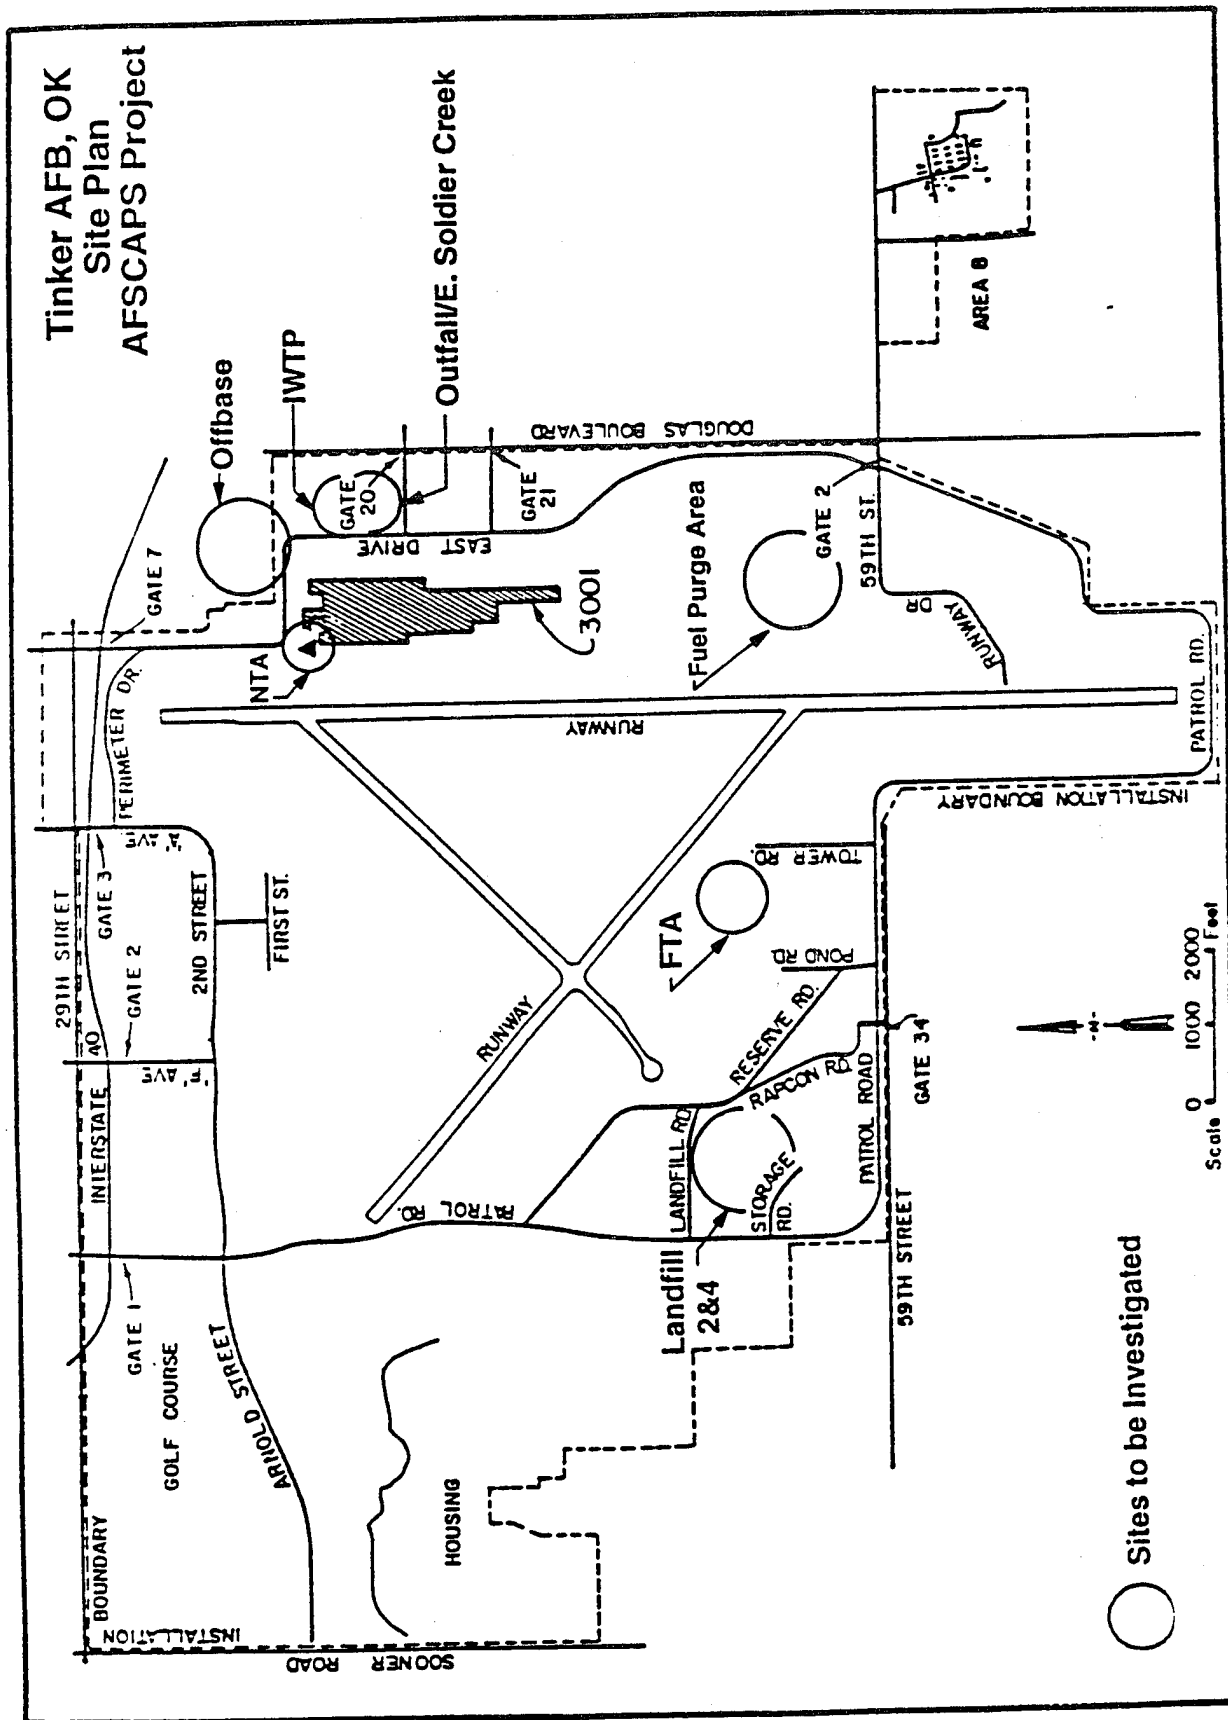 Tinker AFB, OK
Site Plan
AFSCAPS Project
Offbase
IWTP
Outfall/E. Soldier Creek
29TH STREET
INTERSTATE
40
BOUNDARY
INSTALLATION
SOONER ROAD
GATE 1
GOLF COURSE
ARNOLD STREET
HOUSING
GATE 2
'F' AVE
GATE 3
'A' AVE
2ND STREET
FIRST ST.
PERIMETER DR.
GATE 7
NTA
3001
EAST DRIVE
GATE
20
GATE
21
DOUGLAS BOULEVARD
RUNWAY
RUNWAY
PATROL RD.
Fuel Purge Area
GATE 2
59TH ST.
RUNWAY DR
AREA B
FTA
TOWER RD.
POND RD.
RESERVE RD.
RAPCON RD.
LANDFILL RD.
STORAGE
RD.
Landfill
2&4
PATROL ROAD
59TH STREET
GATE 34
INSTALLATION BOUNDARY
PATROL RD.
-N-
0 1000 2000
Scale Feet
Sites to be Investigated